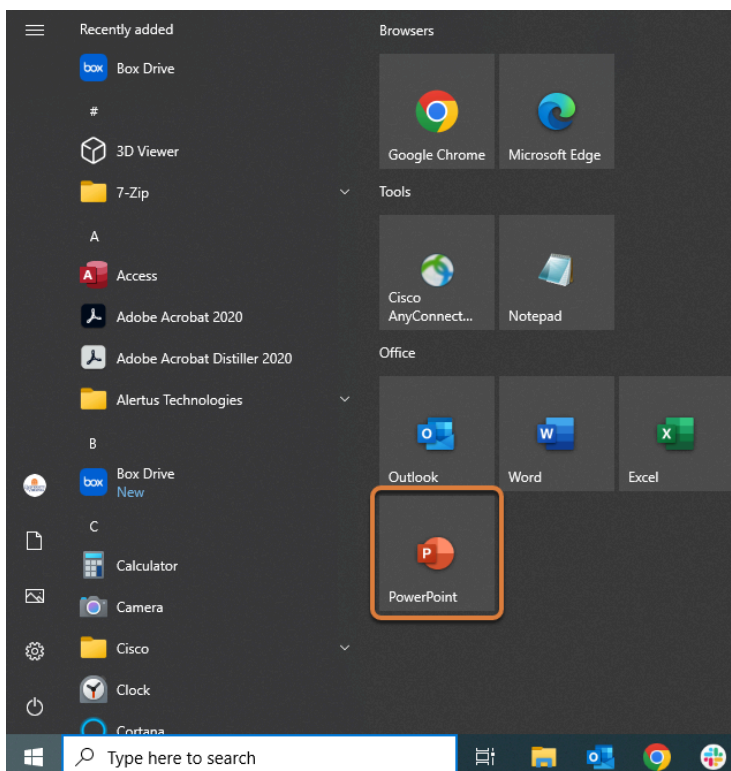 Recently added
box Box Drive
#
3D Viewer
7-Zip
A
A Access
Adobe Acrobat 2020
Adobe Acrobat Distiller 2020
Alertus Technologies
B
box Box Drive
New
C
Calculator
Camera
Cisco
Clock
Cortana
Browsers
Google Chrome Microsoft Edge
Tools
Cisco
AnyConnect... Notepad
Office
O W X
Outlook Word Excel
P
PowerPoint
Type here to search
O